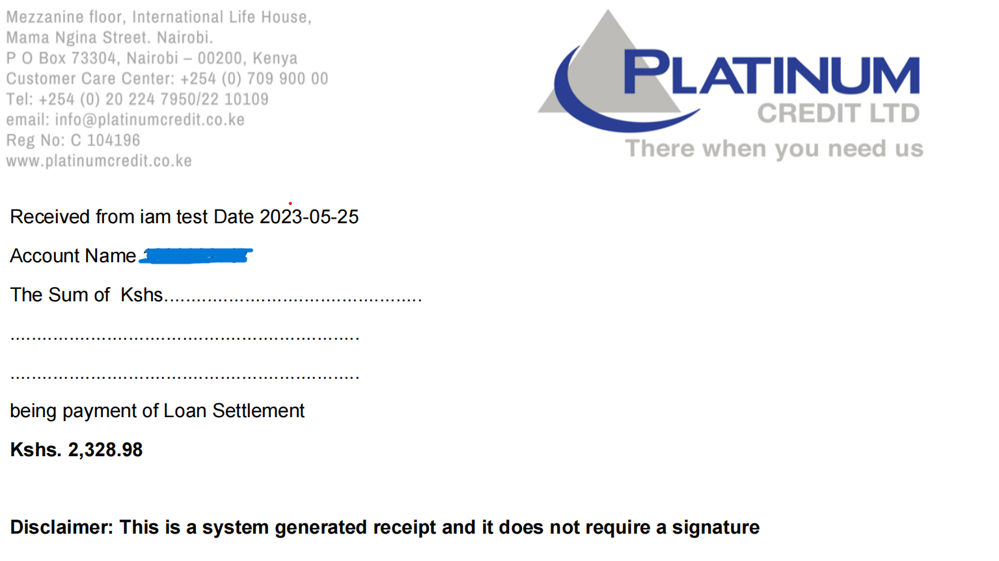 Mezzanine floor, International Life House,
Mama Ngina Street. Nairobi.
P O Box 73304, Nairobi – 00200, Kenya
Customer Care Center: +254 (0) 709 900 00
Tel: +254 (0) 20 224 7950/22 10109
email: info@platinumcredit.co.ke
Reg No: C 104196
www.platinumcredit.co.ke
PLATINUM
CREDIT LTD
There when you need us
Received from iam test Date 2023-05-25
Account Name
The Sum of  Kshs................................................
.................................................................
.................................................................
being payment of Loan Settlement
Kshs. 2,328.98
Disclaimer: This is a system generated receipt and it does not require a signature